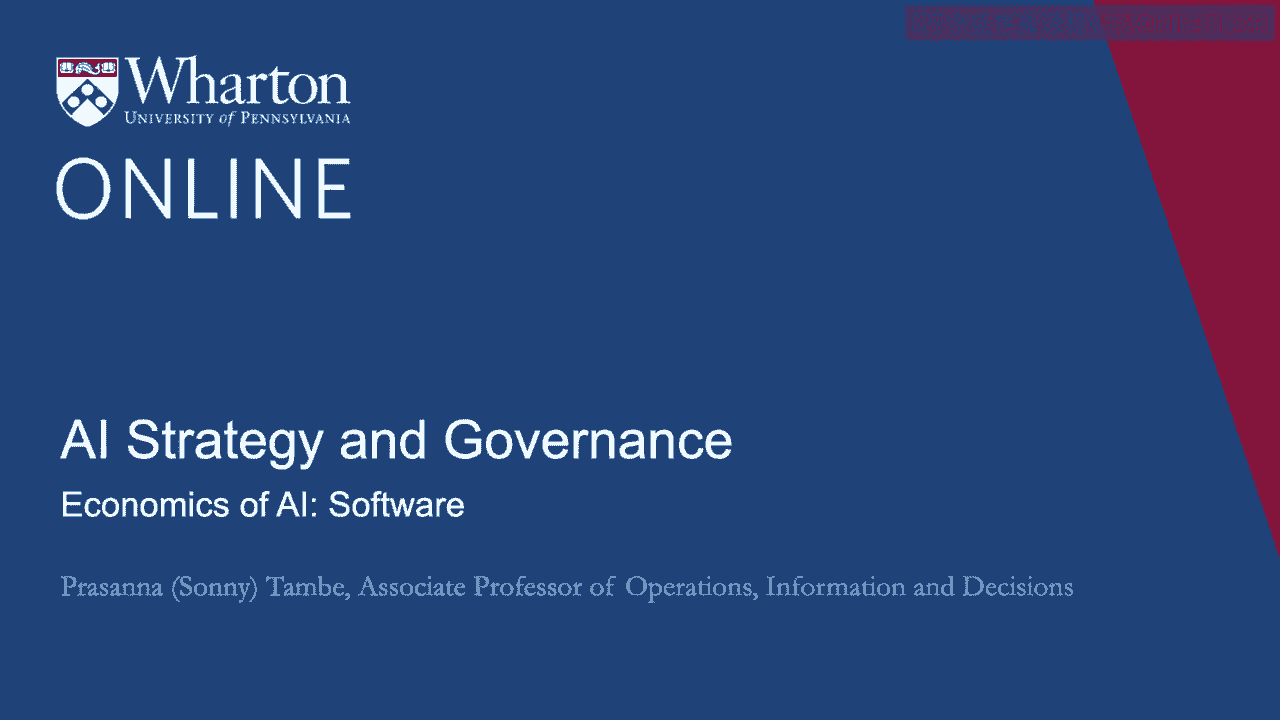 Wharton
UNIVERSITY of PENNSYLVANIA
ONLINE
AI Strategy and Governance
Economics of AI: Software
Prasanna (Sonny) Tambe, Associate Professor of Operations, Information and Decisions